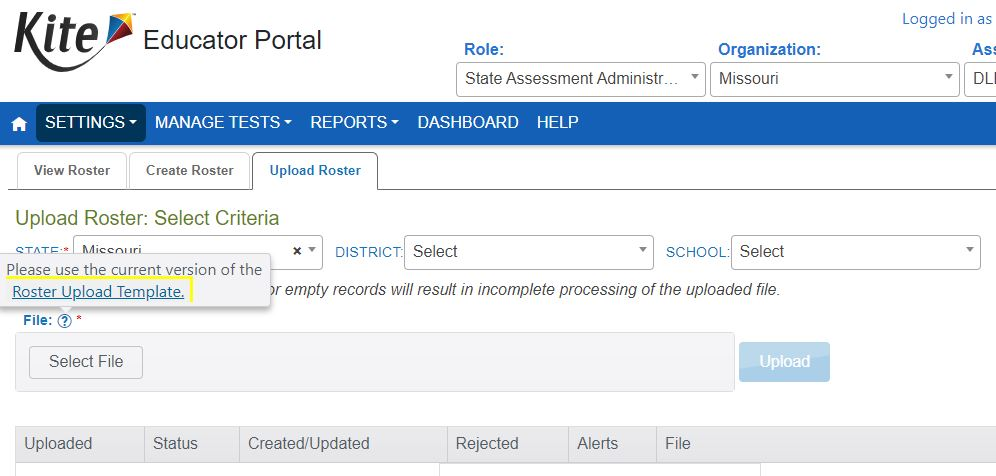 Kite Educator Portal
Logged in as
Role: Organization:
State Assessment Administr... Missouri
SETTINGS MANAGE TESTS REPORTS DASHBOARD HELP
View Roster Create Roster Upload Roster
Upload Roster: Select Criteria
STATE:* Missouri × DISTRICT: Select SCHOOL: Select
Please use the current version of the
Roster Upload Template.
or empty records will result in incomplete processing of the uploaded file.
File: ? *
Select File Upload
Uploaded Status Created/Updated Rejected Alerts File